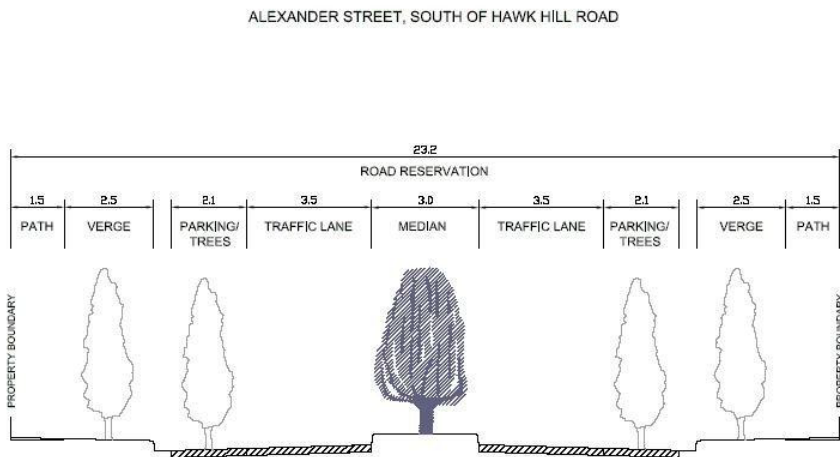 ALEXANDER STREET, SOUTH OF HAWK HILL ROAD
23.2
ROAD RESERVATION
1.5 2.5 2.1 3.5 3.0 3.5 2.1 2.5 1.5
PATH VERGE PARKING/ TRAFFIC LANE MEDIAN TRAFFIC LANE PARKING/ VERGE PATH
TREES TREES
PROPERTY BOUNDARY
PROPERTY BOUNDARY